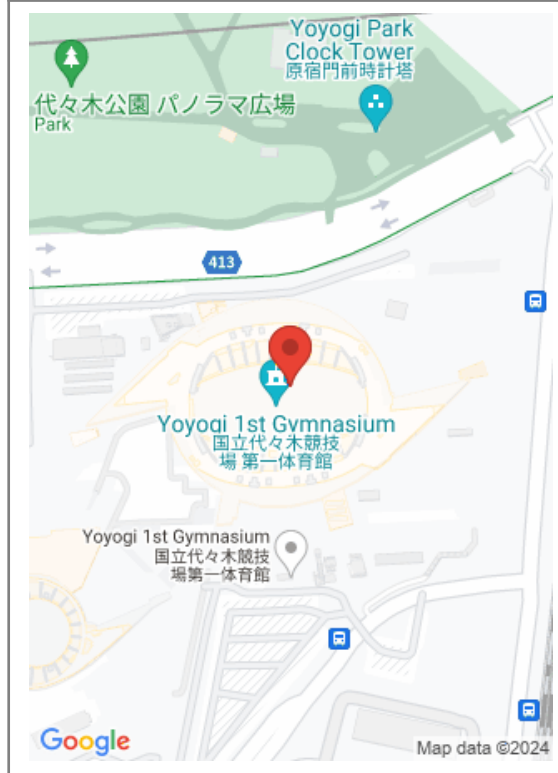 Yoyogi Park
Clock Tower
原宿門前時計塔
代々木公園 パノラマ広場
Park
413
Yoyogi 1st Gymnasium
国立代々木競技
場 第一体育館
Yoyogi 1st Gymnasium
国立代々木競技
場第一体育館
Google
Map data ©2024